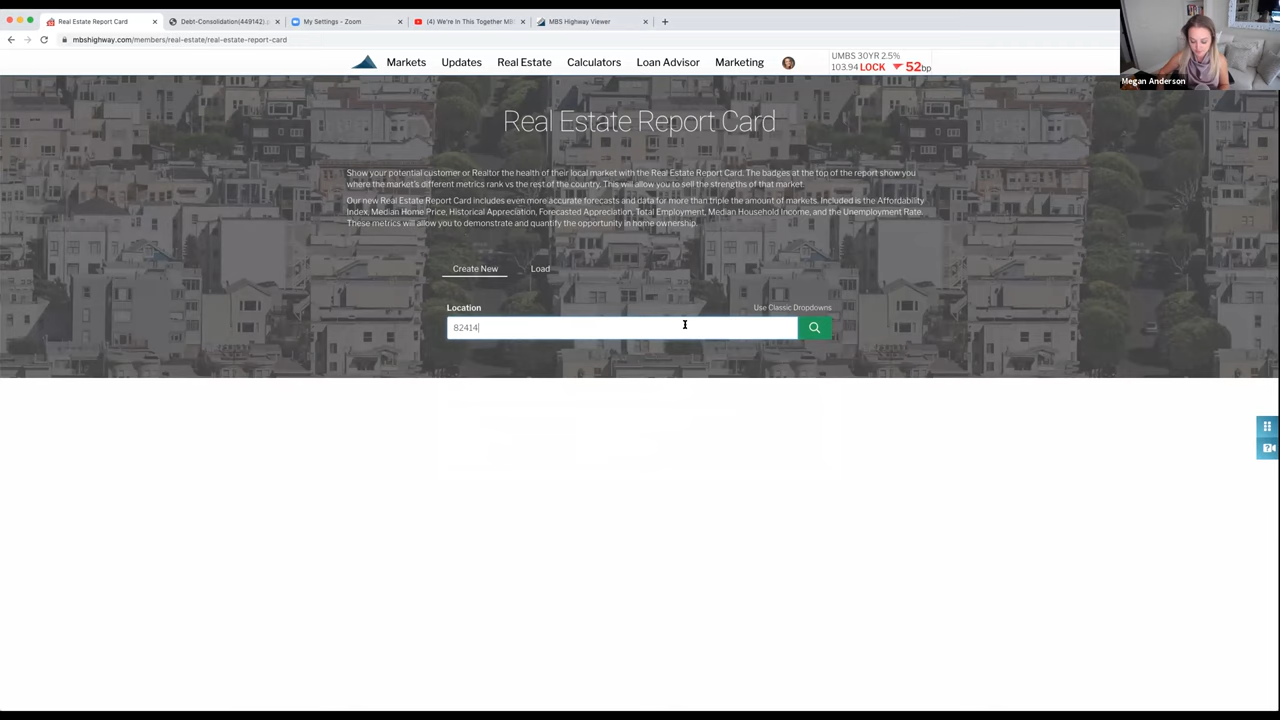 Real Estate Report Card
Debt-Consolidation(449142).p
My Settings - Zoom
(4) We're In This Together MB
MBS Highway Viewer
mbshighway.com/members/real-estate/real-estate-report-card
Markets
Updates
Real Estate
Calculators
Loan Advisor
Marketing
UMBS 30YR 2.5%
103.94 LOCK 52bp
Megan Anderson
Real Estate Report Card
Show your potential customer or Realtor the health of their local market with the Real Estate Report Card. The badges at the top of the report show you
where the market's different metrics rank vs the rest of the country. This will allow you to sell the strengths of that market.
Our new Real Estate Report Card includes even more accurate forecasts and data for more than triple the amount of markets. Included is the Affordability
Index, Median Home Price, Historical Appreciation, Forecasted Appreciation, Total Employment, Median Household Income, and the Unemployment Rate.
These metrics will allow you to demonstrate and quantify the opportunity in home ownership.
Create New
Load
Location
Use Classic Dropdowns
82414